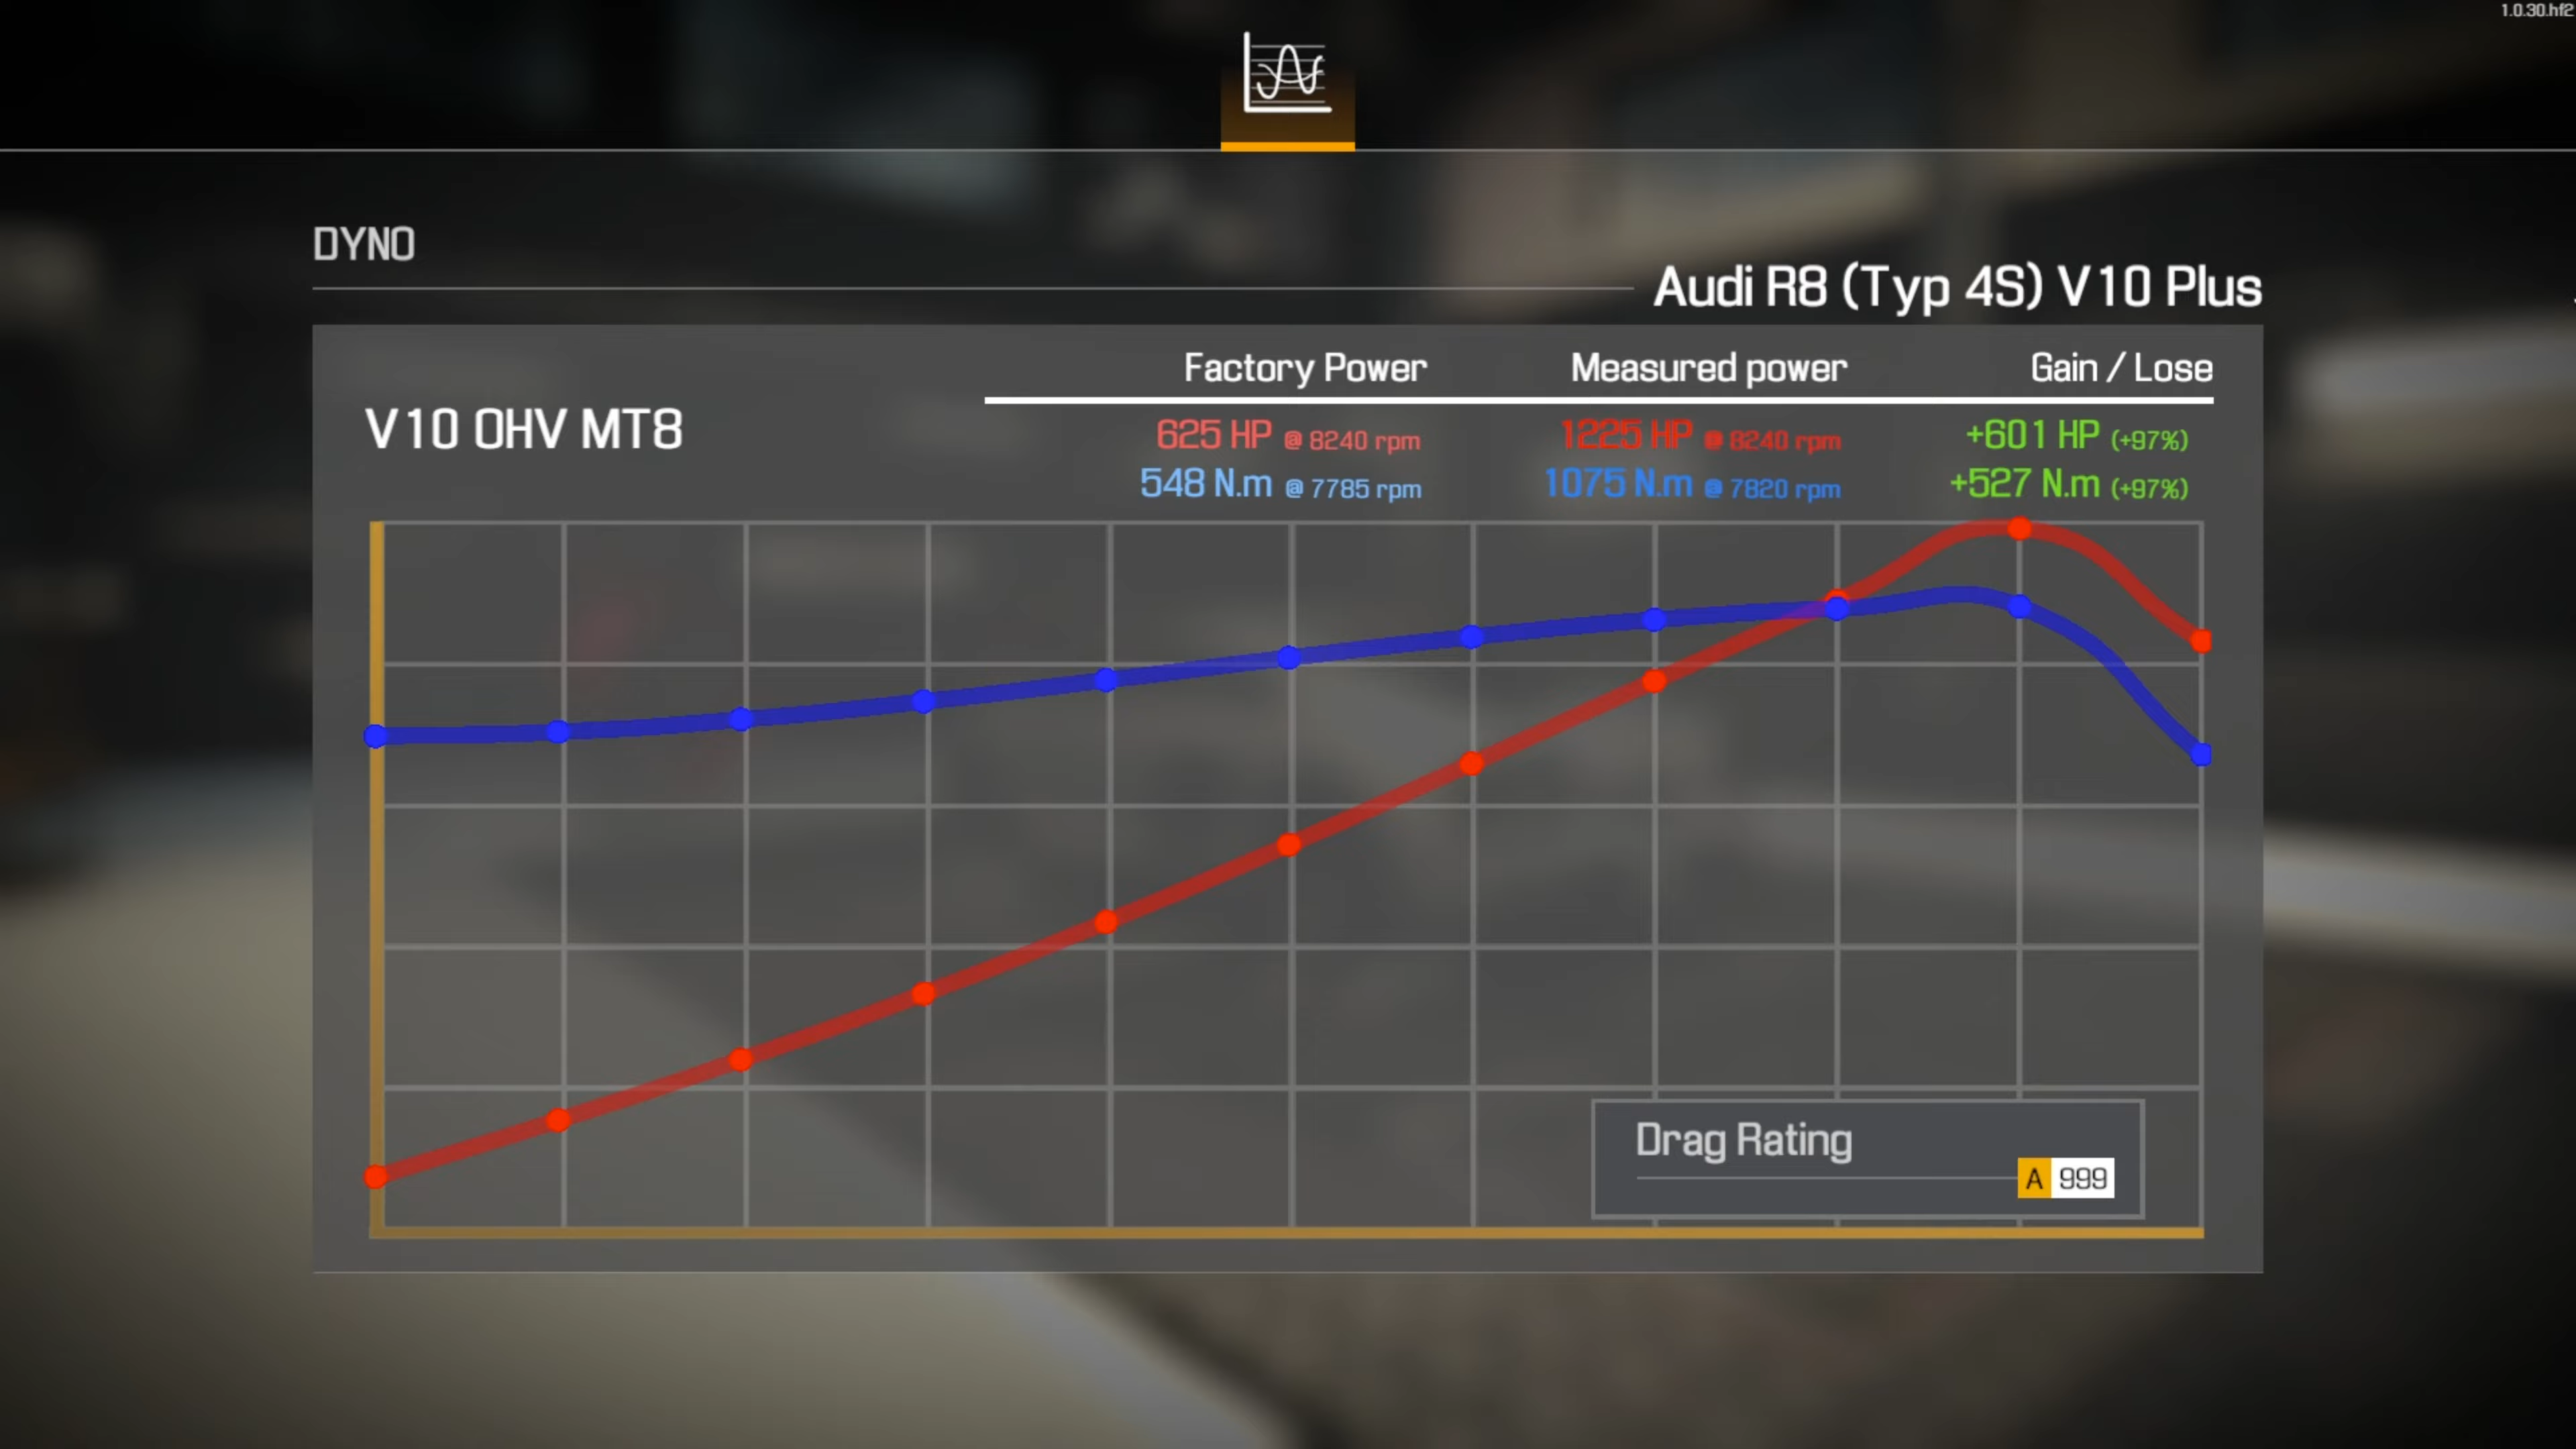 1.0.30.hf2
DYNO
Audi R8 (Typ 4S) V10 Plus
Factory Power Measured power Gain / Lose
V10 OHV MT8
625 HP @ 8240 rpm 1225 HP @ 8240 rpm +601 HP (+97%)
548 N.m @ 7785 rpm 1075 N.m @ 7820 rpm +527 N.m (+97%)
Drag Rating
A 999